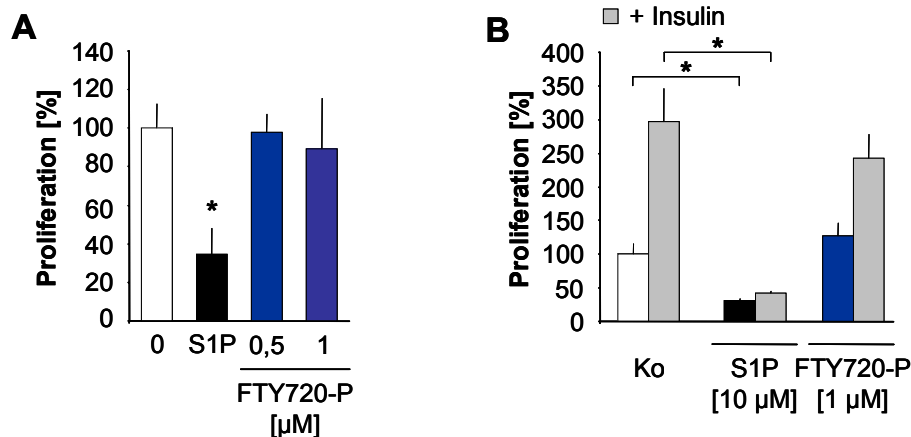 A
Proliferation [%]
140
120
100
80
60
40
20
0
*
0 S1P 0,5 1
FTY720-P
[µM]
B
+ Insulin
Proliferation [%]
400
350
300
250
200
150
100
50
0
*
*
Ko S1P FTY720-P
[10 µM] [1 µM]